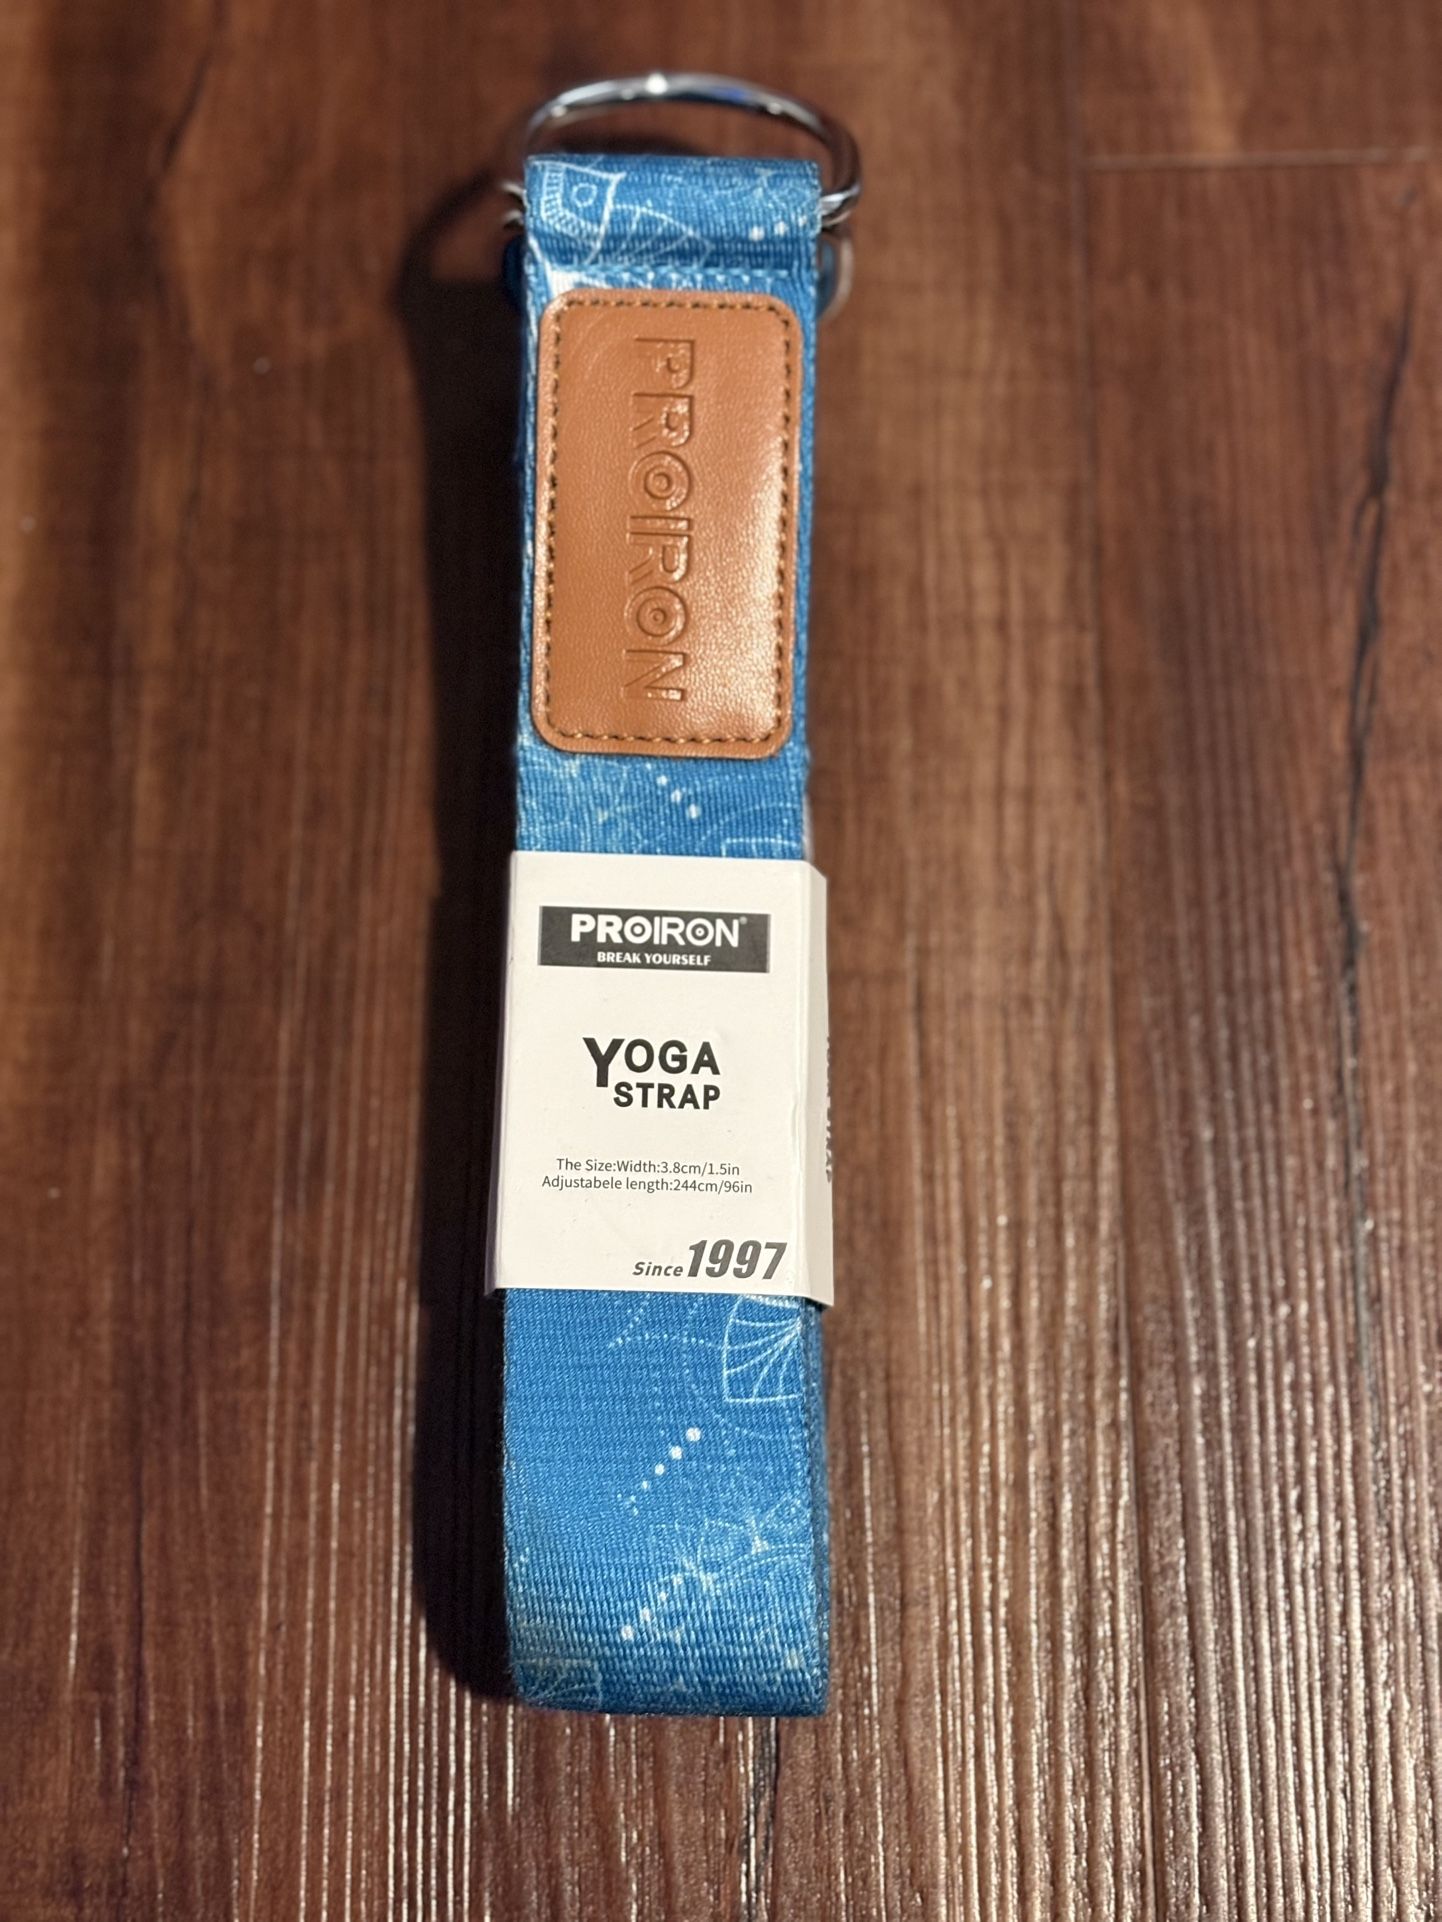 PROIRON
PROIRON®
BREAK YOURSELF
YOGA
STRAP
The Size:Width:3.8cm/1.5in
Adjustabele length:244cm/96in
Since 1997